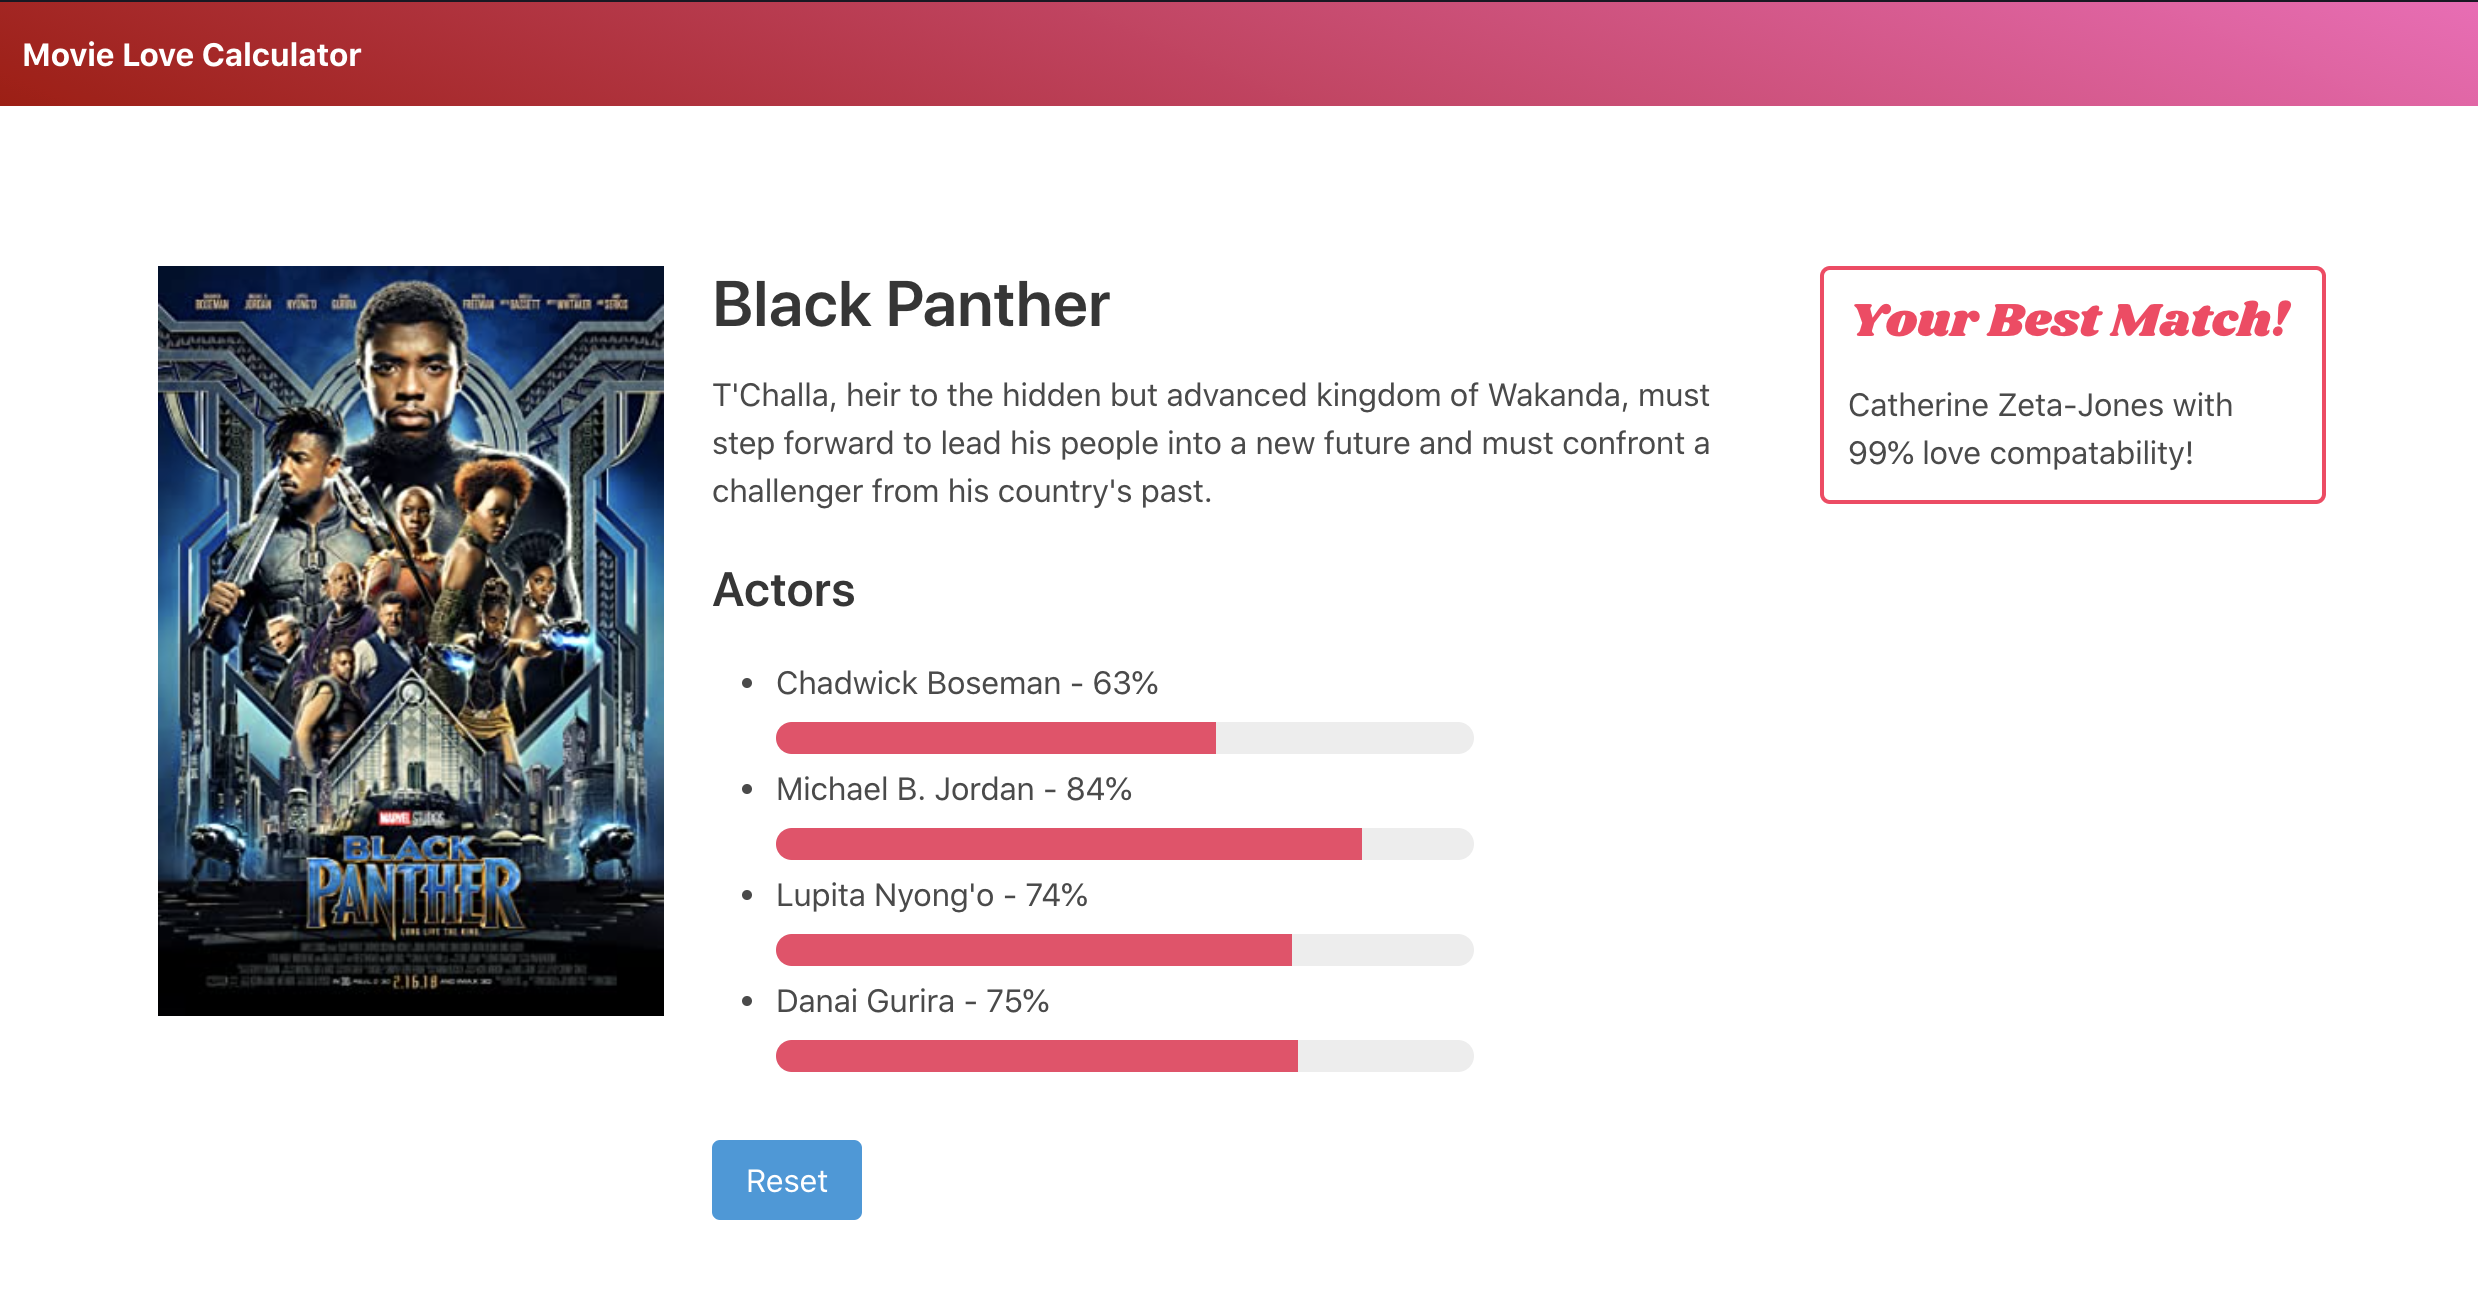 Movie Love Calculator
BOSEMAN JORDAN NYONG'O GURIRA FREEMAN BASSETT WHITAKER SERKIS
MARVEL STUDIOS
BLACK
PANTHER
LONG LIVE THE KING
2.16.18
Black Panther
T'Challa, heir to the hidden but advanced kingdom of Wakanda, must
step forward to lead his people into a new future and must confront a
challenger from his country's past.
Actors
Chadwick Boseman - 63%
Michael B. Jordan - 84%
Lupita Nyong'o - 74%
Danai Gurira - 75%
Reset
Your Best Match!
Catherine Zeta-Jones with
99% love compatability!